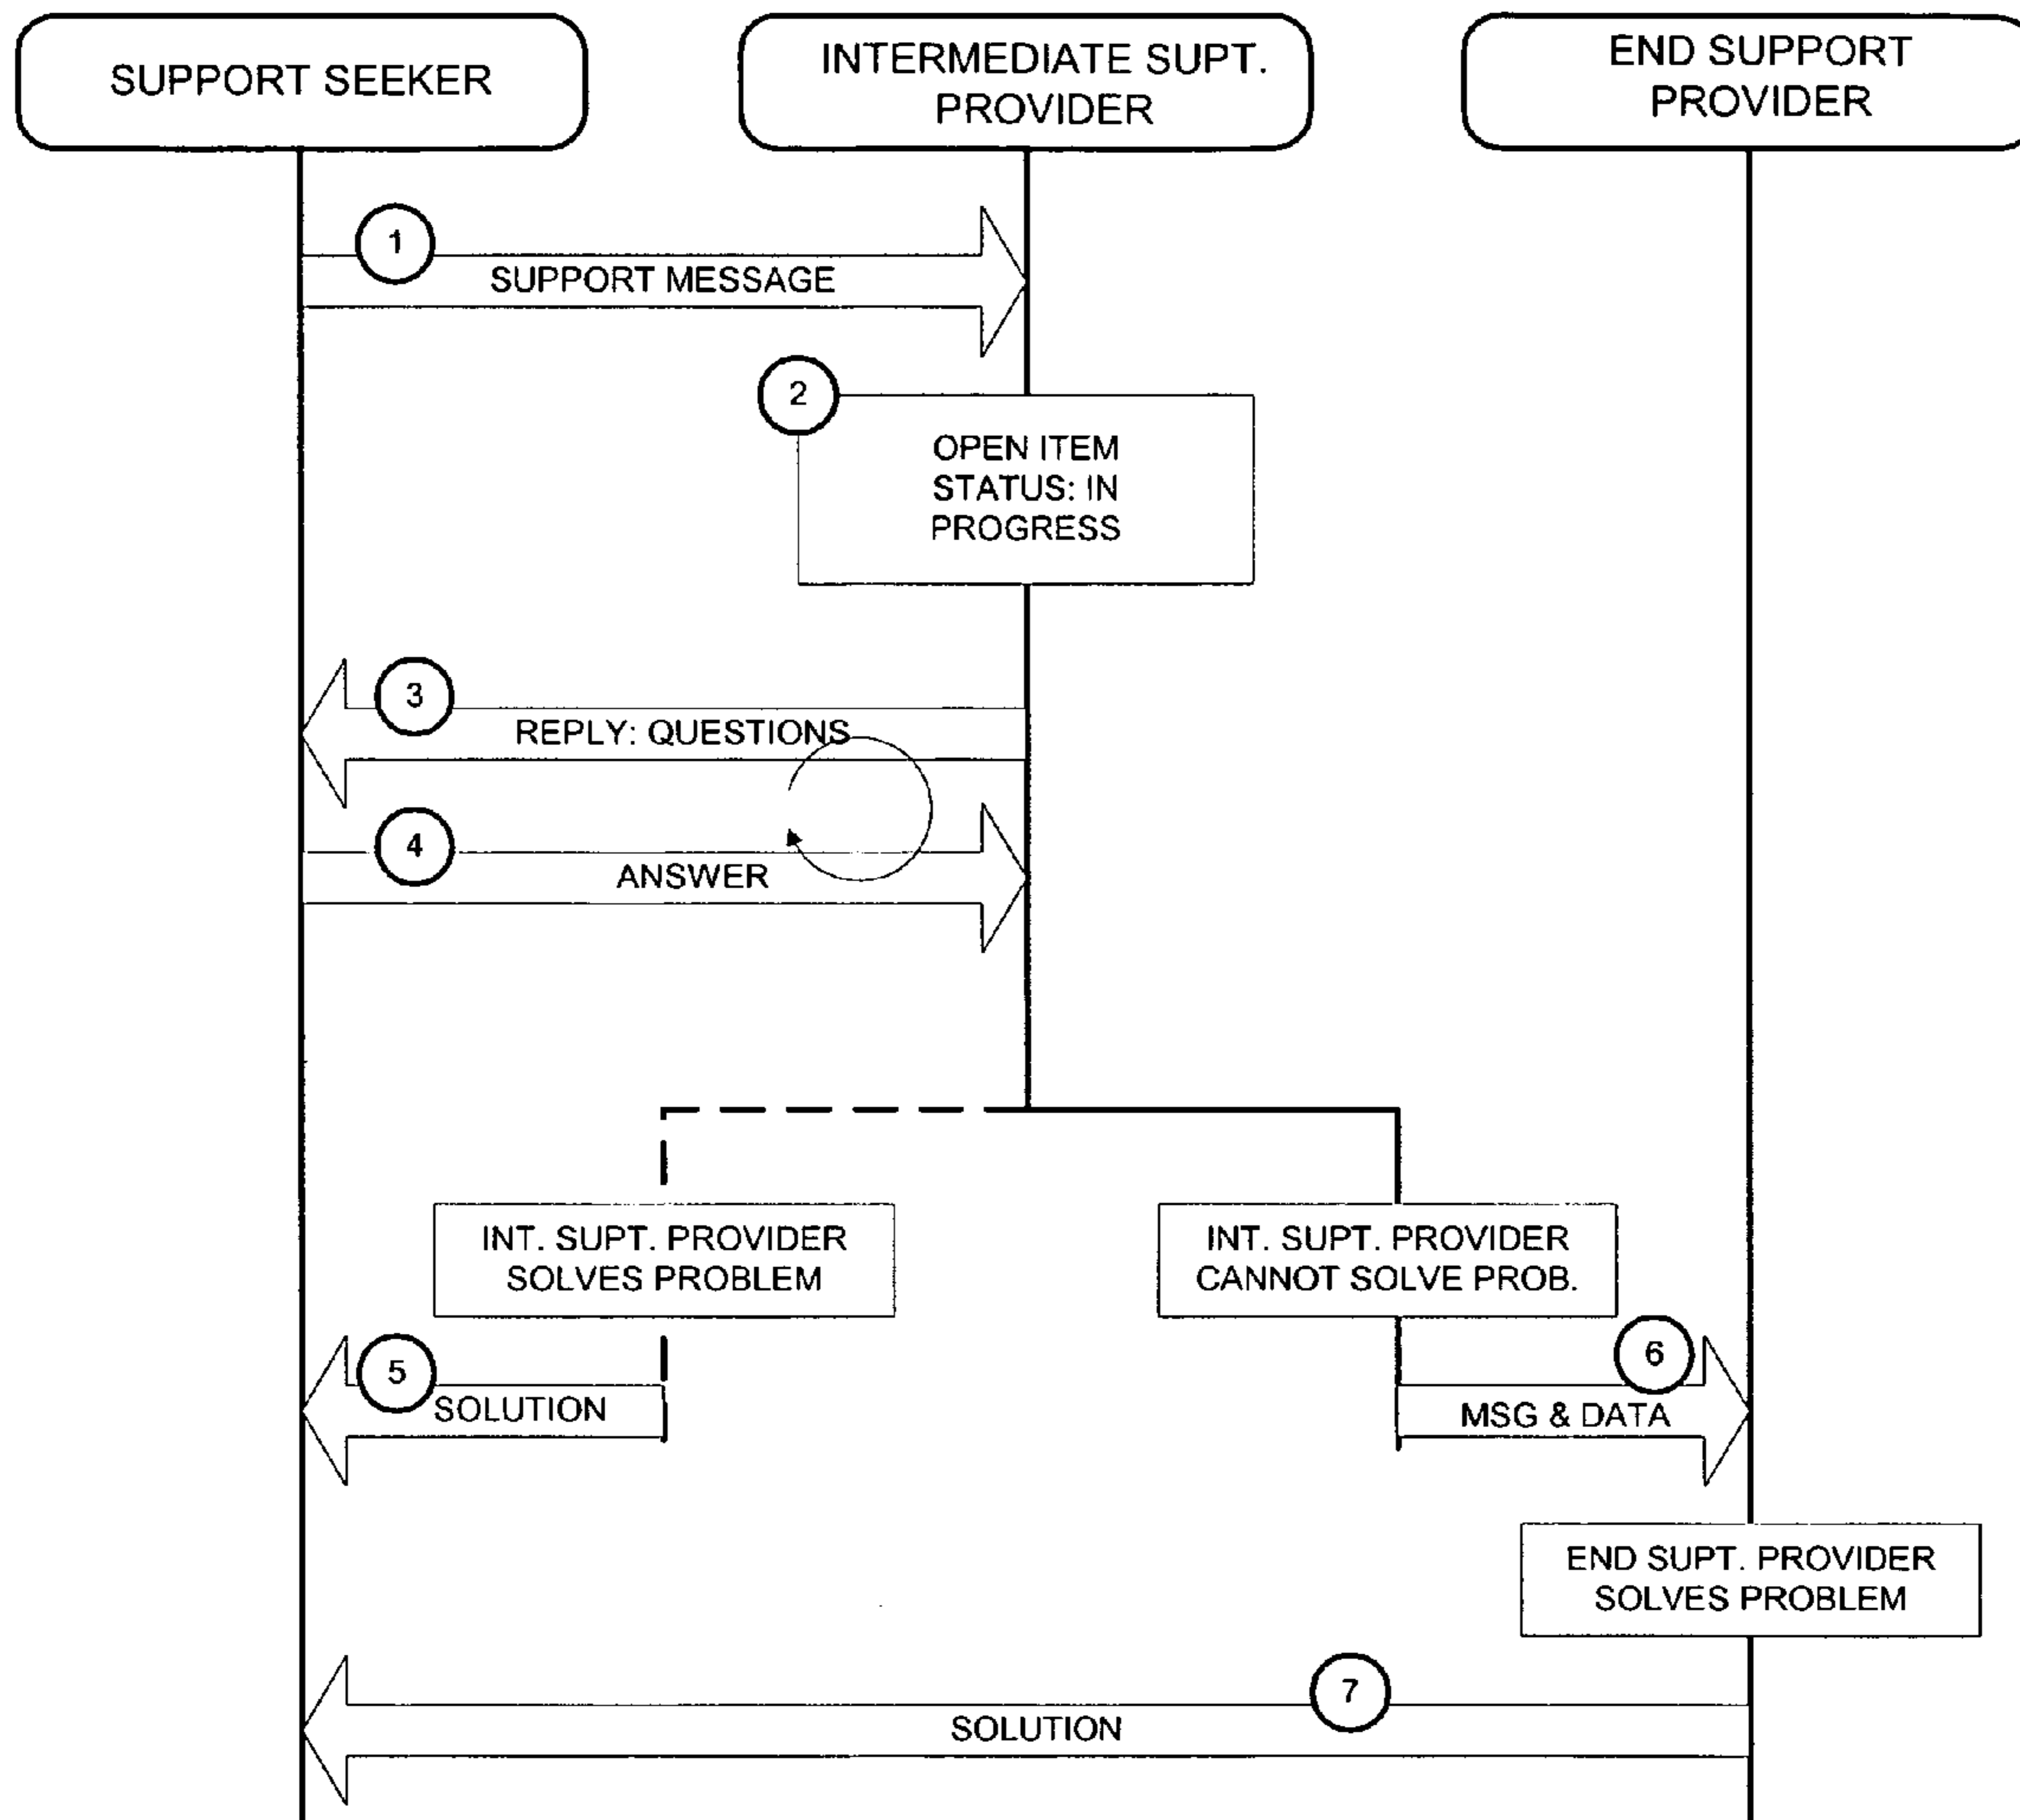 SUPPORT SEEKER
INTERMEDIATE SUPT.
PROVIDER
END SUPPORT
PROVIDER
1
SUPPORT MESSAGE
2
OPEN ITEM
STATUS: IN
PROGRESS
3
REPLY: QUESTIONS
4
ANSWER
INT. SUPT. PROVIDER
SOLVES PROBLEM
INT. SUPT. PROVIDER
CANNOT SOLVE PROB.
5
SOLUTION
6
MSG & DATA
END SUPT. PROVIDER
SOLVES PROBLEM
7
SOLUTION